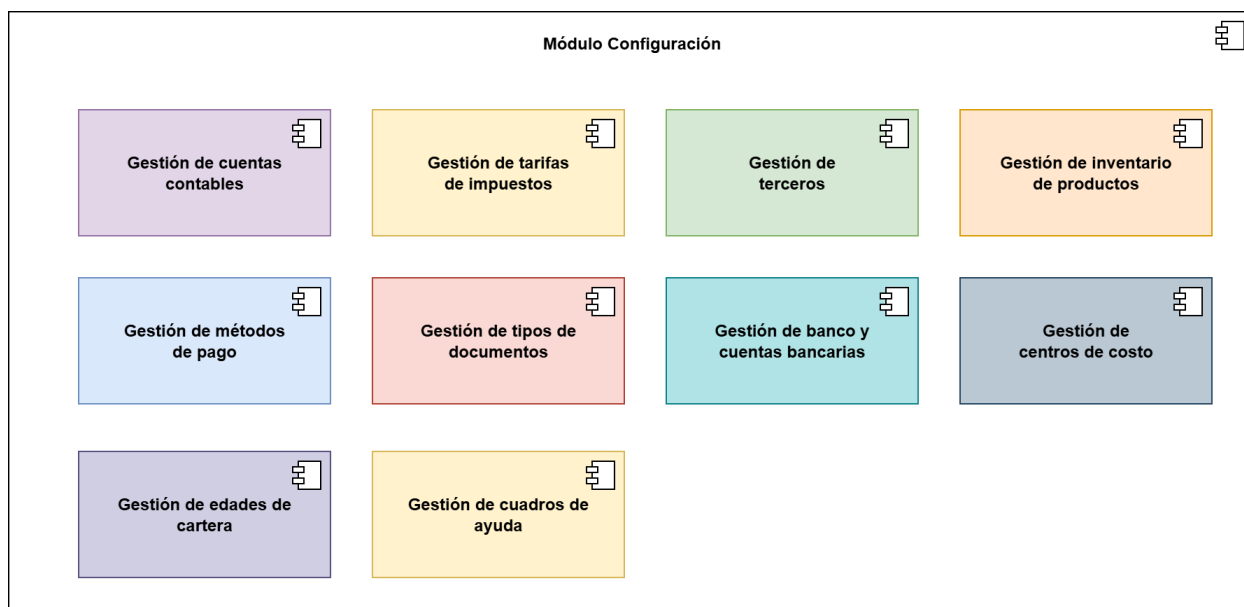 Módulo Configuración
Gestión de cuentas
contables
Gestión de tarifas
de impuestos
Gestión de
terceros
Gestión de inventario
de productos
Gestión de métodos
de pago
Gestión de tipos de
documentos
Gestión de banco y
cuentas bancarias
Gestión de
centros de costo
Gestión de edades de
cartera
Gestión de cuadros de
ayuda